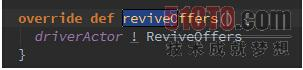 override def reviveOffers() {
driverActor ! ReviveOffers
}
51CTO.com
技术成就梦想